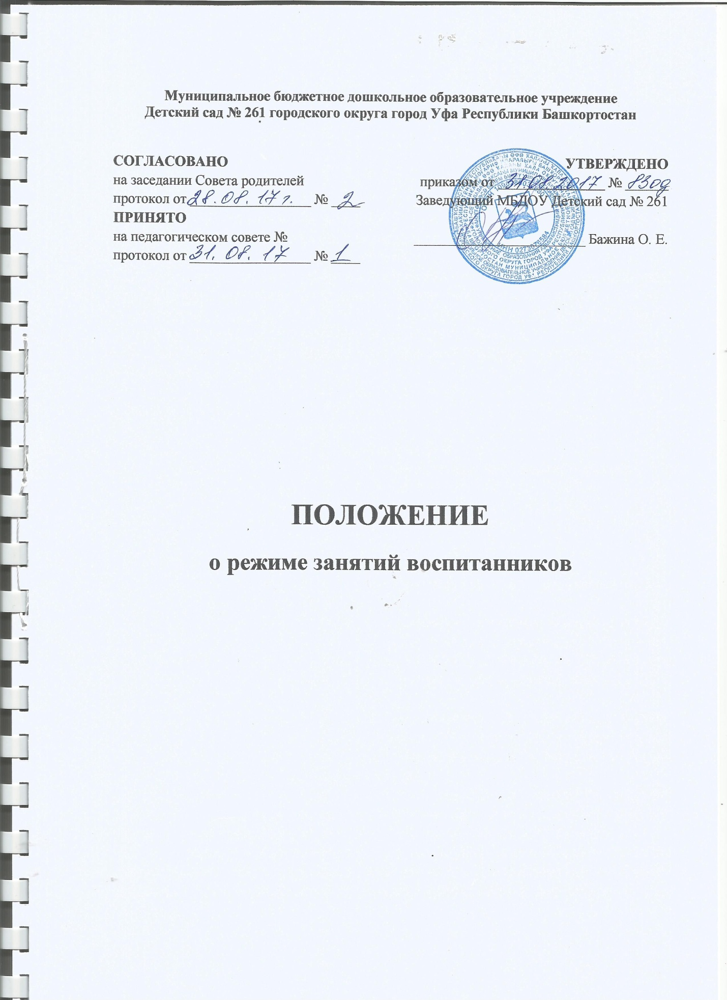 Муниципальное бюджетное дошкольное образовательное учреждение
Детский сад № 261 городского округа город Уфа Республики Башкортостан
СОГЛАСОВАНО
на заседании Совета родителей
протокол от 28.08.17 г. № 2
ПРИНЯТО
на педагогическом совете №
протокол от 31.08.17 № 1
УТВЕРЖДЕНО
приказом от 31.08.2017 № 830д
Заведующий МБДОУ Детский сад № 261
Бажина О. Е.
ПОЛОЖЕНИЕ
о режиме занятий воспитанников